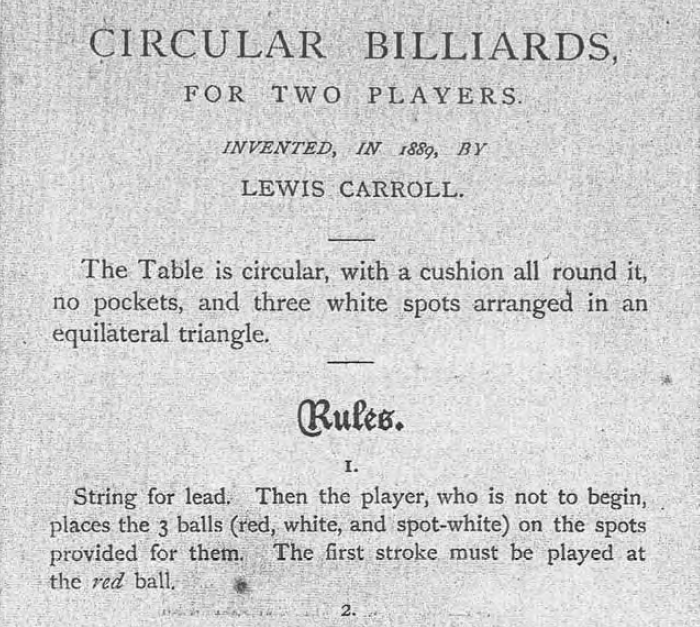 CIRCULAR BILLIARDS,
FOR TWO PLAYERS.
INVENTED, IN 1889, BY
LEWIS CARROLL.
The Table is circular, with a cushion all round it,
no pockets, and three white spots arranged in an
equilateral triangle.
Rules.
1.
String for lead. Then the player, who is not to begin,
places the 3 balls (red, white, and spot-white) on the spots
provided for them. The first stroke must be played at
the red ball.
2.